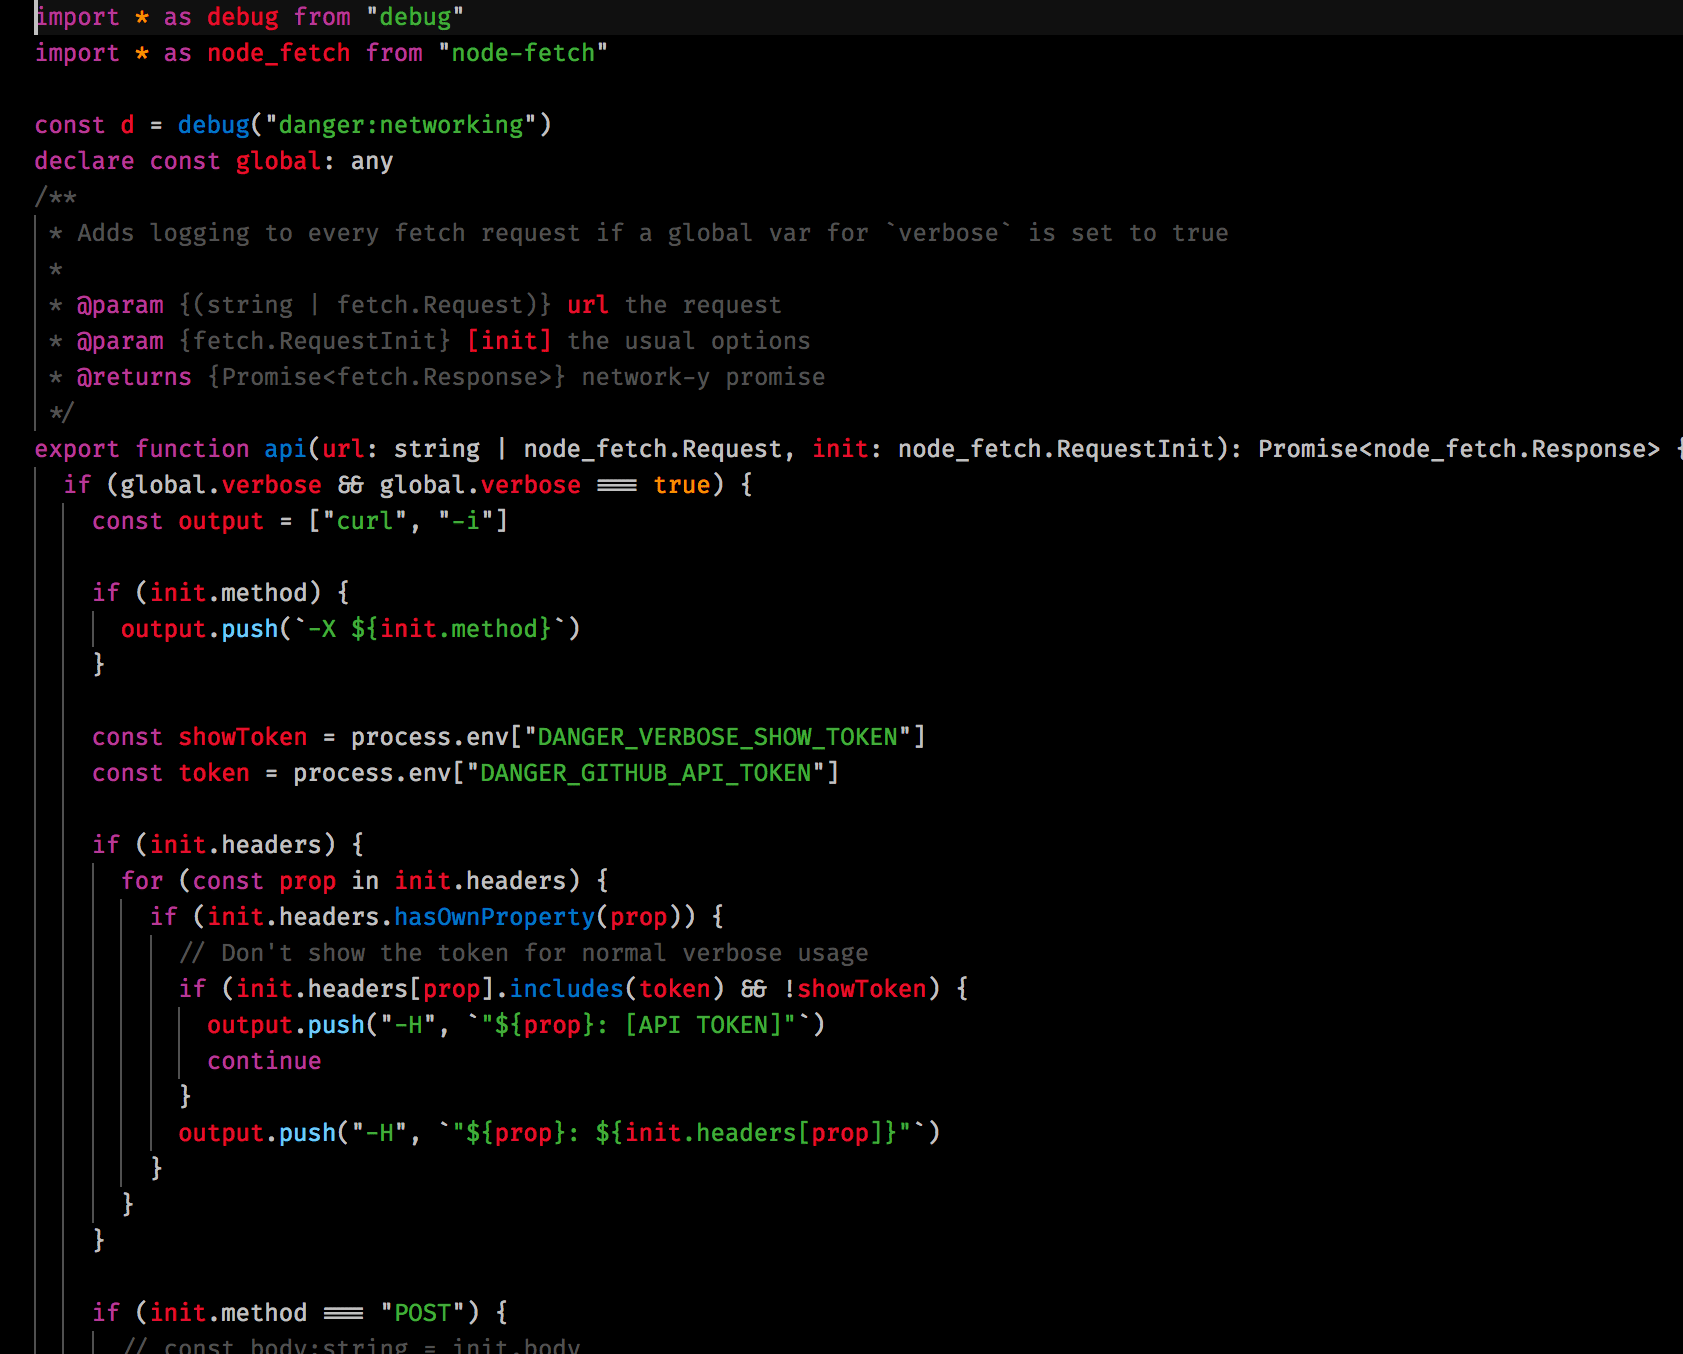 import * as debug from "debug"
import * as node_fetch from "node-fetch"

const d = debug("danger:networking")
declare const global: any
/**
 * Adds logging to every fetch request if a global var for `verbose` is set to true
 *
 * @param {(string | fetch.Request)} url the request
 * @param {fetch.RequestInit} [init] the usual options
 * @returns {Promise<fetch.Response>} network-y promise
 */
export function api(url: string | node_fetch.Request, init: node_fetch.RequestInit): Promise<node_fetch.Response> {
  if (global.verbose && global.verbose === true) {
    const output = ["curl", "-i"]

    if (init.method) {
      output.push(`-X ${init.method}`)
    }

    const showToken = process.env["DANGER_VERBOSE_SHOW_TOKEN"]
    const token = process.env["DANGER_GITHUB_API_TOKEN"]

    if (init.headers) {
      for (const prop in init.headers) {
        if (init.headers.hasOwnProperty(prop)) {
          // Don't show the token for normal verbose usage
          if (init.headers[prop].includes(token) && !showToken) {
            output.push("-H", `"${prop}: [API TOKEN]"`)
            continue
          }
          output.push("-H", `"${prop}: ${init.headers[prop]}"`)
        }
      }
    }

    if (init.method === "POST") {
      // const body:string = init.body